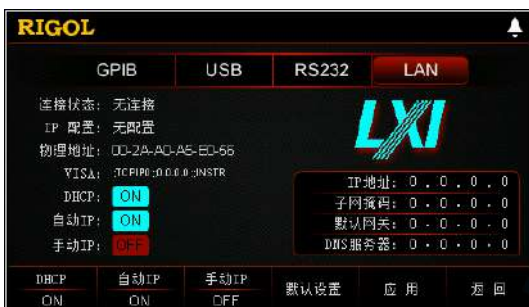 RIGOL
GPIB USB RS232 LAN
连接状态: 无连接
IP 配置: 无配置
物理地址: 00-2A-A0-A5-E0-66
VISA: TCPIP0::0.0.0.0::INSTR
DHCP: ON
自动IP: ON
手动IP: OFF
LXI
IP地址: 0 . 0 . 0 . 0
子网掩码: 0 . 0 . 0 . 0
默认网关: 0 . 0 . 0 . 0
DNS服务器: 0 . 0 . 0 . 0
DHCP 自动IP 手动IP 默认设置 应用 返回
ON ON OFF